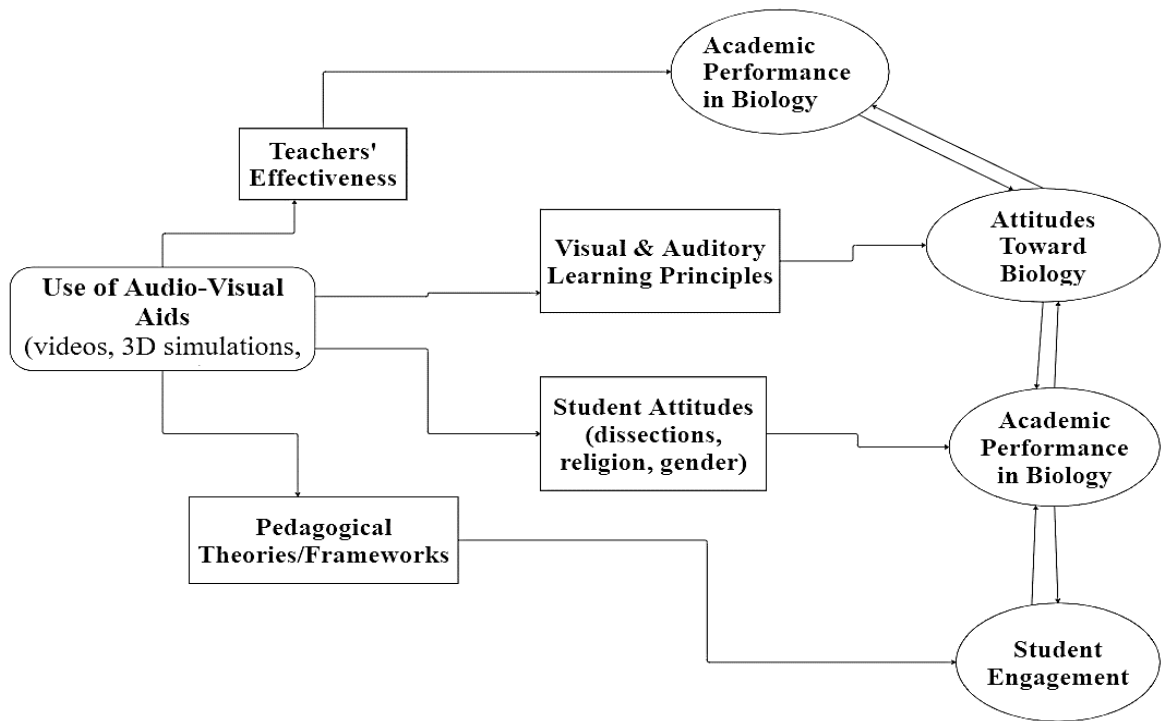 Academic
Performance
in Biology
Teachers'
Effectiveness
Visual & Auditory
Learning Principles
Attitudes
Toward
Biology
Use of Audio-Visual
Aids
(videos, 3D simulations,
Student Attitudes
(dissections,
religion, gender)
Academic
Performance
in Biology
Pedagogical
Theories/Frameworks
Student
Engagement